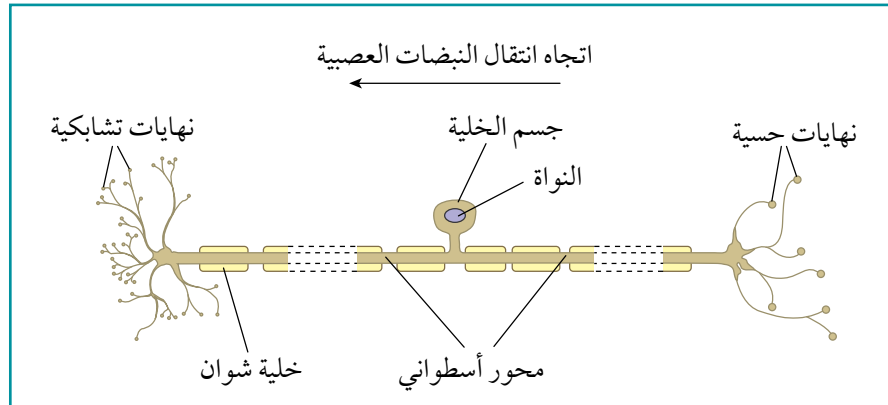 اتجاه انتقال النبضات العصبية
نهايات حسية
جسم الخلية
نهايات تشابكية
النواة
محور أسطواني
خلية شوان